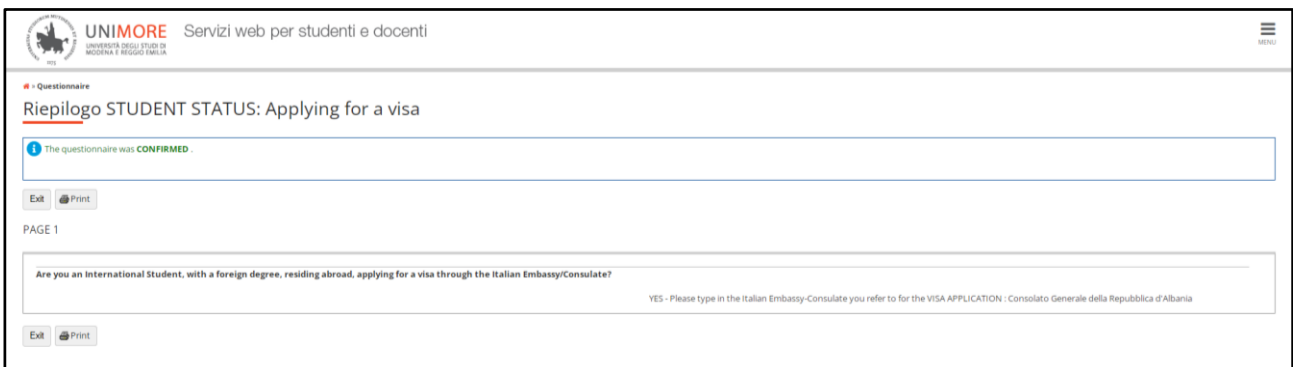 UNIMORE
UNIVERSITÀ DEGLI STUDI DI
MODENA E REGGIO EMILIA
1175
Servizi web per studenti e docenti
MENU
» Questionnaire
Riepilogo STUDENT STATUS: Applying for a visa
The questionnaire was CONFIRMED .
Exit Print
PAGE 1
Are you an International Student, with a foreign degree, residing abroad, applying for a visa through the Italian Embassy/Consulate?
YES - Please type in the Italian Embassy-Consulate you refer to for the VISA APPLICATION : Consolato Generale della Repubblica d'Albania
Exit Print